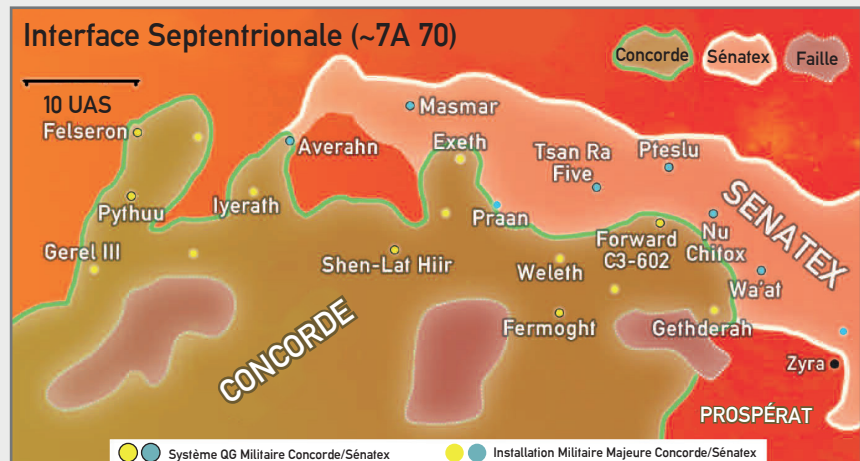 Interface Septentrionale (~7A 70)
Concorde
Sénatex
Faille
10 UAS
Felseron
Masmar
Averahn
Exeth
Tsan Ra
Five
Pteslu
Pythuu
Iyerath
Praan
Gerel III
Shen-Lat Hiir
Weleth
Forward
C3-602
Nu
Chitox
SENATEX
Wa'at
CONCORDE
Fermoght
Gethderah
Zyra
PROSPÉRAT
Système QG Militaire Concorde/Sénatex
Installation Militaire Majeure Concorde/Sénatex